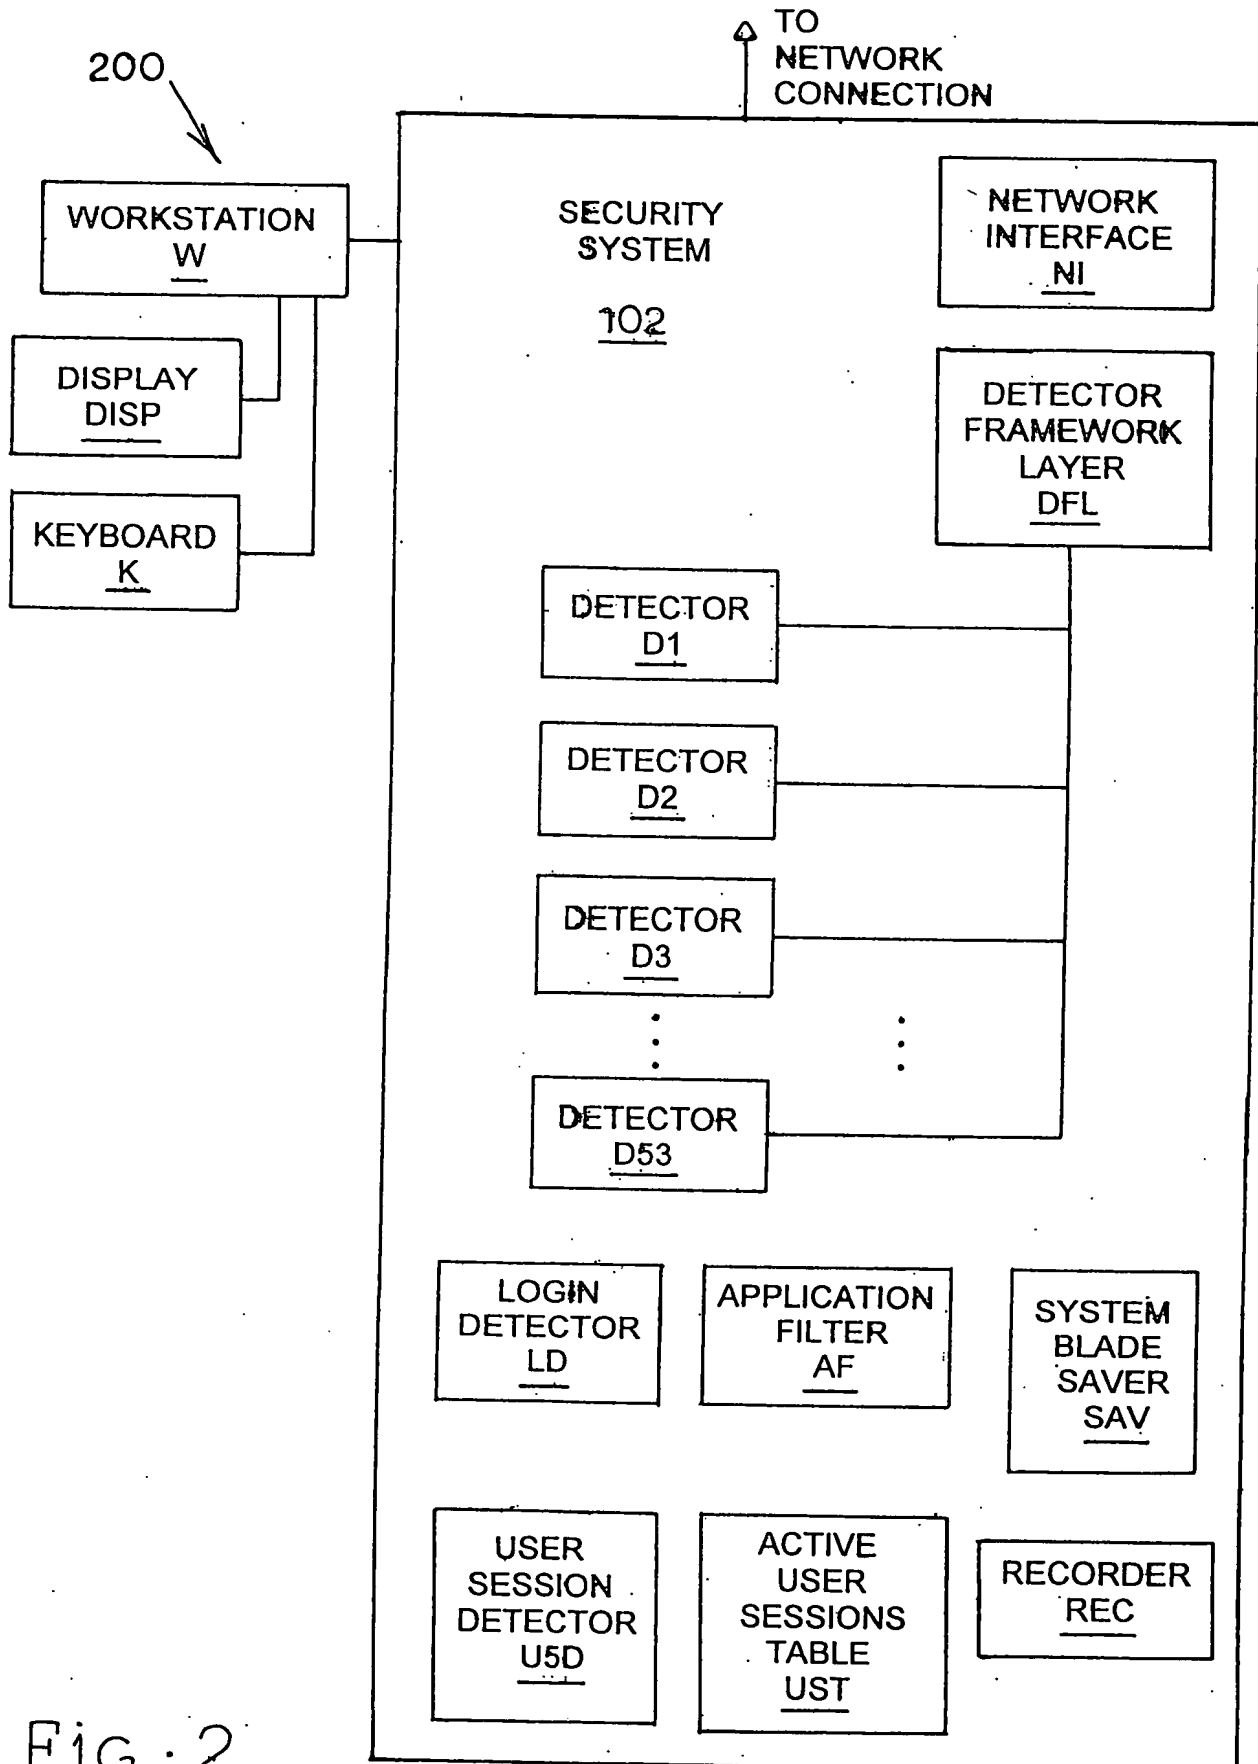 TO
NETWORK
CONNECTION
200
WORKSTATION
W
SECURITY
SYSTEM
102
NETWORK
INTERFACE
NI
DISPLAY
DISP
DETECTOR
FRAMEWORK
LAYER
DFL
KEYBOARD
K
DETECTOR
D1
DETECTOR
D2
DETECTOR
D3
DETECTOR
D53
LOGIN
DETECTOR
LD
APPLICATION
FILTER
AF
SYSTEM
BLADE
SAVER
SAV
USER
SESSION
DETECTOR
U5D
ACTIVE
USER
SESSIONS
TABLE
UST
RECORDER
REC
FiG. 2